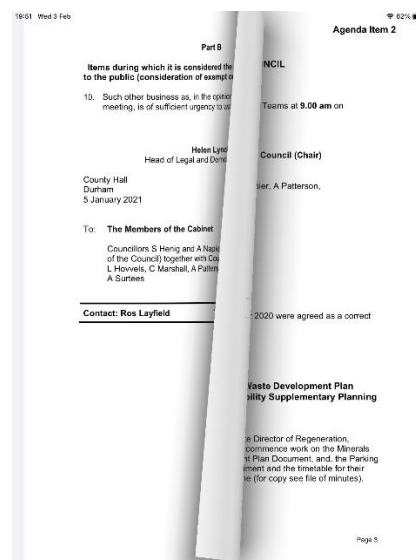 19:51 Wed 3 Feb
62%
Part B
Items during which it is considered the
to the public (consideration of exempt
10. Such other business as, in the opinion
meeting, is of sufficient urgency to
Helen Lync
Head of Legal and Dem
County Hall
Durham
5 January 2021
To: The Members of the Cabinet
Councillors S Henig and A Napie
of the Council) together with Cou
L Hovvels, C Marshall, A Patter
A Surtees
Contact: Ros Layfield
Agenda Item 2
NCIL
Teams at 9.00 am on
Council (Chair)
ier, A Patterson,
2020 were agreed as a correct
Waste Development Plan
bility Supplementary Planning
e Director of Regeneration,
commence work on the Minerals
nt Plan Document, and, the Parking
ument and the timetable for their
e (for copy see file of minutes).
Page 3